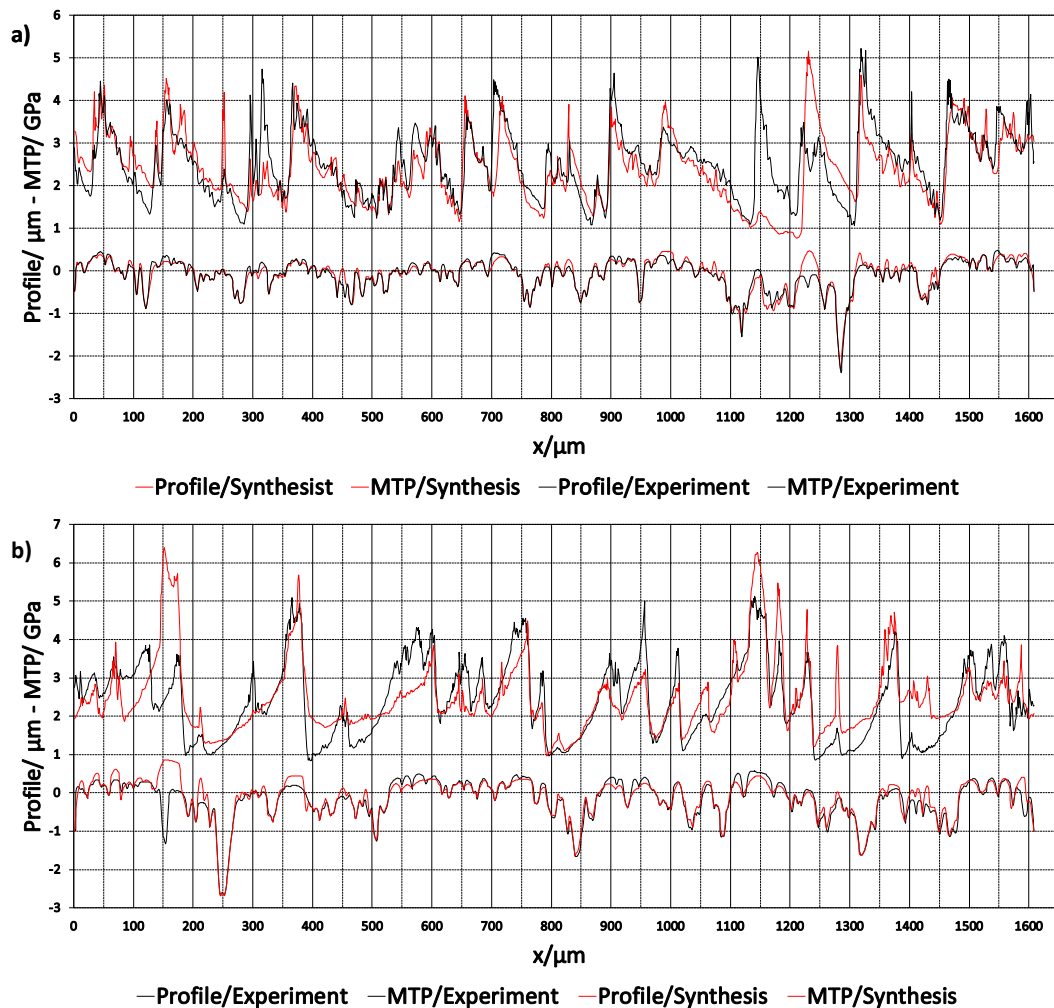 a)
Profile/ μm - MTP/ GPa
6
5
4
3
2
1
0
-1
-2
-3
0 100 200 300 400 500 600 700 800 900 1000 1100 1200 1300 1400 1500 1600
x/μm
Profile/Synthesist MTP/Synthesis Profile/Experiment MTP/Experiment
b)
Profile/ μm - MTP/ GPa
7
6
5
4
3
2
1
0
-1
-2
-3
0 100 200 300 400 500 600 700 800 900 1000 1100 1200 1300 1400 1500 1600
x/μm
Profile/Experiment MTP/Experiment Profile/Synthesis MTP/Synthesis